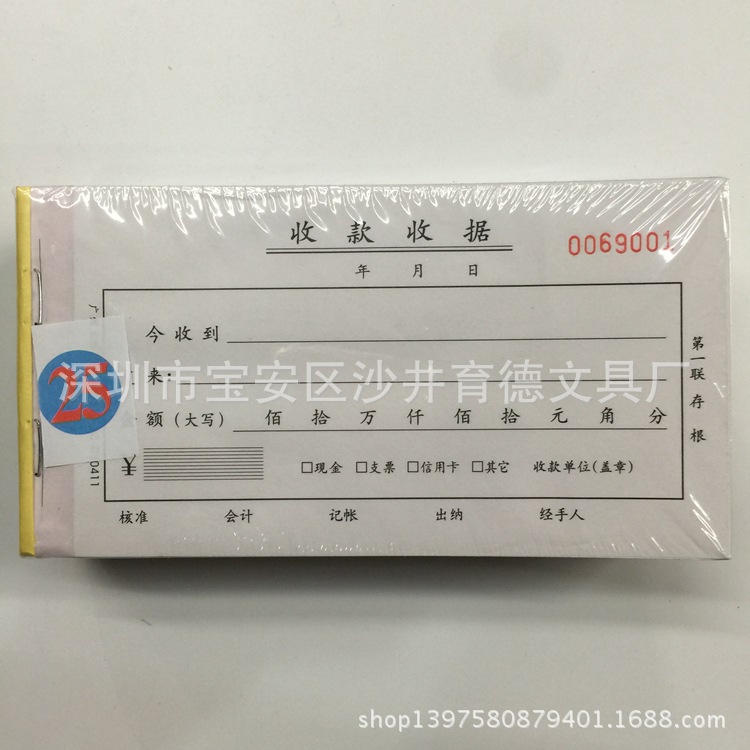 收款收据
0069001
年 月 日
今收到
来:
额(大写) 佰 拾 万 仟 佰 拾 元 角 分
¥ □现金 □支票 □信用卡 □其它 收款单位(盖章)
核准 会计 记帐 出纳 经手人
第一联存根
广
0411
25
深圳市宝安区沙井育德文具厂
shop1397580879401.1688.com